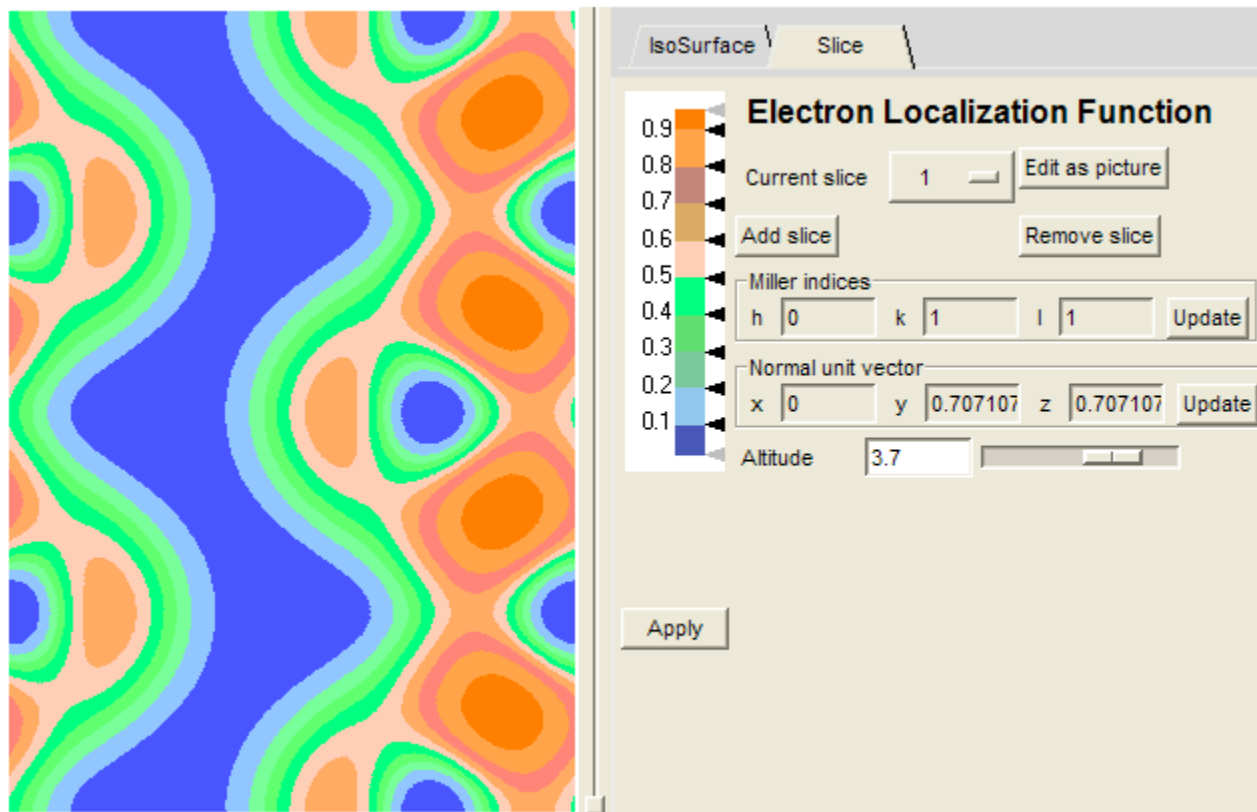 IsoSurface Slice
Electron Localization Function
0.9
0.8
0.7
0.6
0.5
0.4
0.3
0.2
0.1
Current slice 1 Edit as picture
Add slice Remove slice
Miller indices
h 0 k 1 l 1 Update
Normal unit vector
x 0 y 0.707107 z 0.707107 Update
Altitude 3.7
Apply